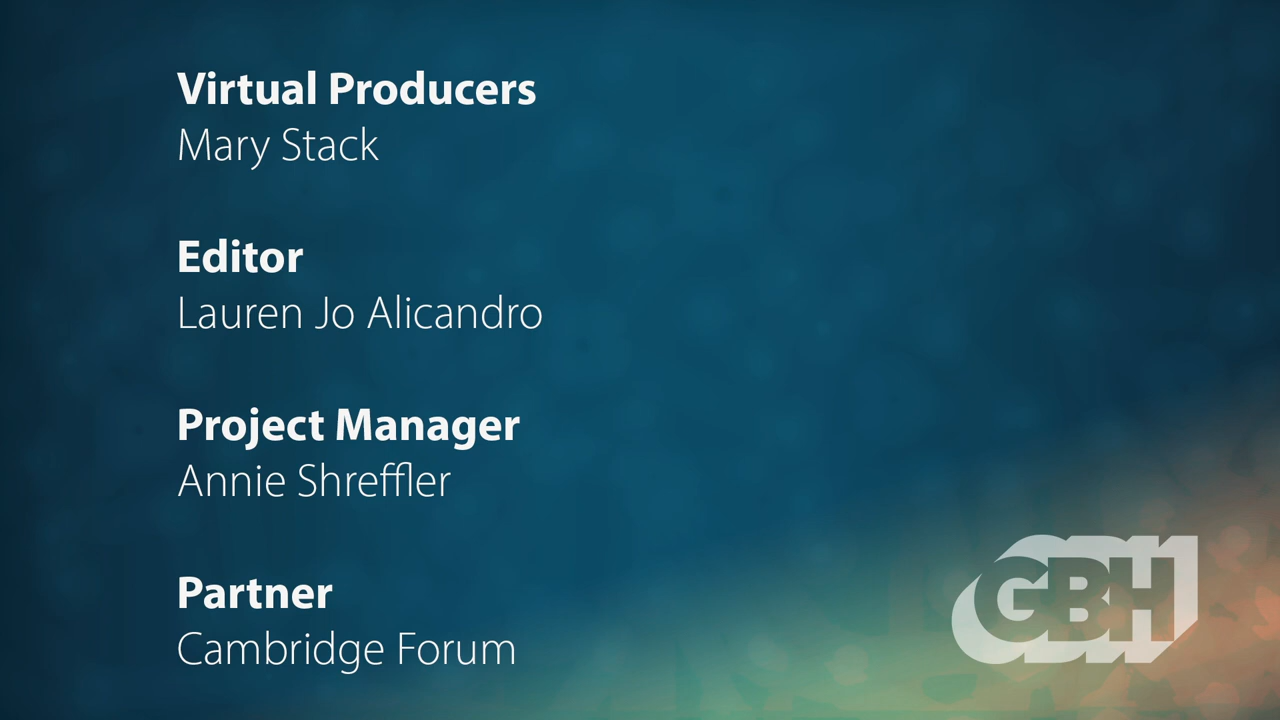 Virtual Producers
Mary Stack
Editor
Lauren Jo Alicandro
Project Manager
Annie Shreffler
Partner
Cambridge Forum
GBH